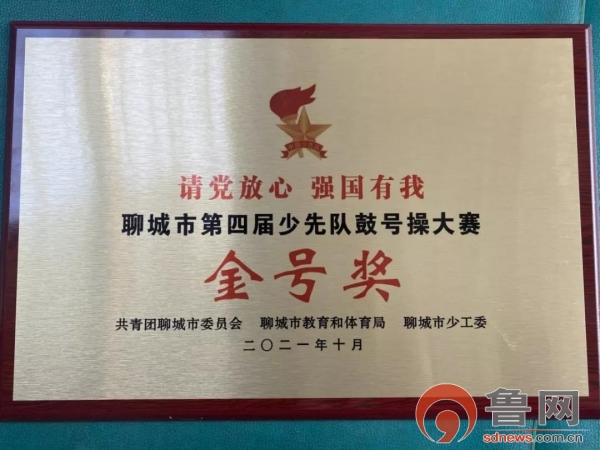 请党放心 强国有我
聊城市第四届少先队鼓号操大赛
金号奖
共青团聊城市委员会 聊城市教育和体育局 聊城市少工委
二〇二一年十月
鲁网
sdnews.com.cn